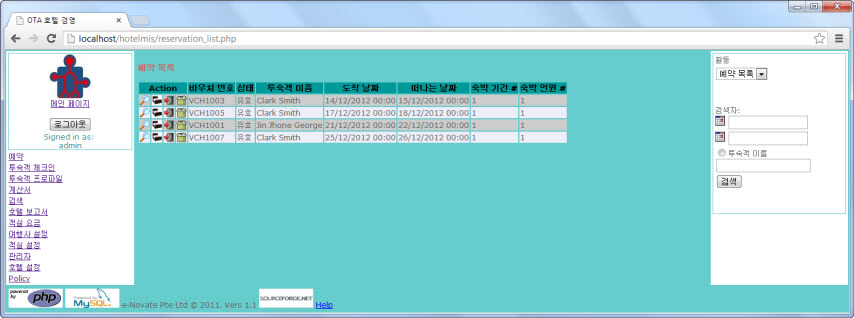 OTA 호텔 경영
localhost/hotelmis/reservation_list.php
메인 페이지
로그아웃
Signed in as:
admin
예약
투숙객 체크인
투숙객 프로파일
계산서
검색
호텔 보고서
객실 요금
여행사 설정
객실 설정
관리자
호텔 설정
Policy
예약 목록
Action 바우처 번호 상태 투숙객 이름 도착 날짜 떠나는 날짜 숙박 기간 # 숙박 인원 #
VCH1003 유호 Clark Smith 14/12/2012 00:00 15/12/2012 00:00 1 1
VCH1005 유호 Clark Smith 17/12/2012 00:00 18/12/2012 00:00 1 1
VCH1001 유호 Jin Jhone George 21/12/2012 00:00 22/12/2012 00:00 1 1
VCH1007 유호 Clark Smith 25/12/2012 00:00 26/12/2012 00:00 1 1
활동
예약 목록
검색자:
투숙객 이름
검색
powered by php
Powered by MySQL
e-Novate Pte Ltd © 2011. Vers 1.1 SOURCEFORGE.NET Help